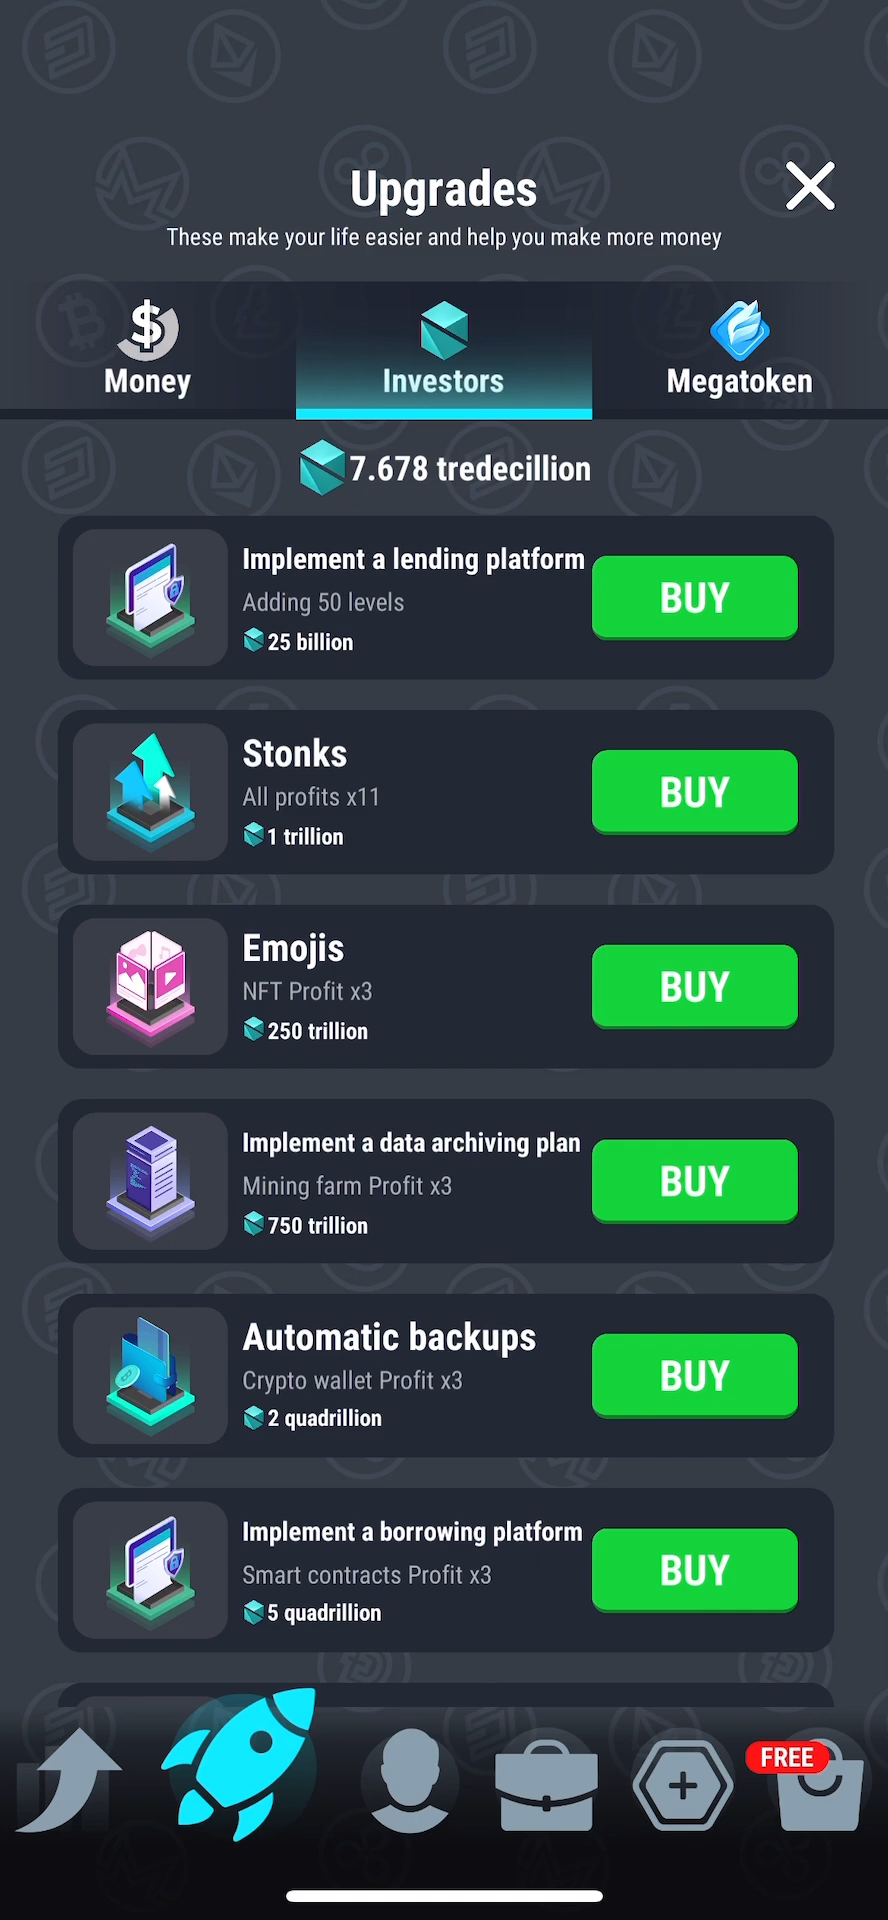 Upgrades
These make your life easier and help you make more money
Money
Investors
Megatoken
7.678 tredecillion
Implement a lending platform
Adding 50 levels
25 billion
BUY
Stonks
All profits x11
1 trillion
BUY
Emojis
NFT Profit x3
250 trillion
BUY
Implement a data archiving plan
Mining farm Profit x3
750 trillion
BUY
Automatic backups
Crypto wallet Profit x3
2 quadrillion
BUY
Implement a borrowing platform
Smart contracts Profit x3
5 quadrillion
BUY
FREE